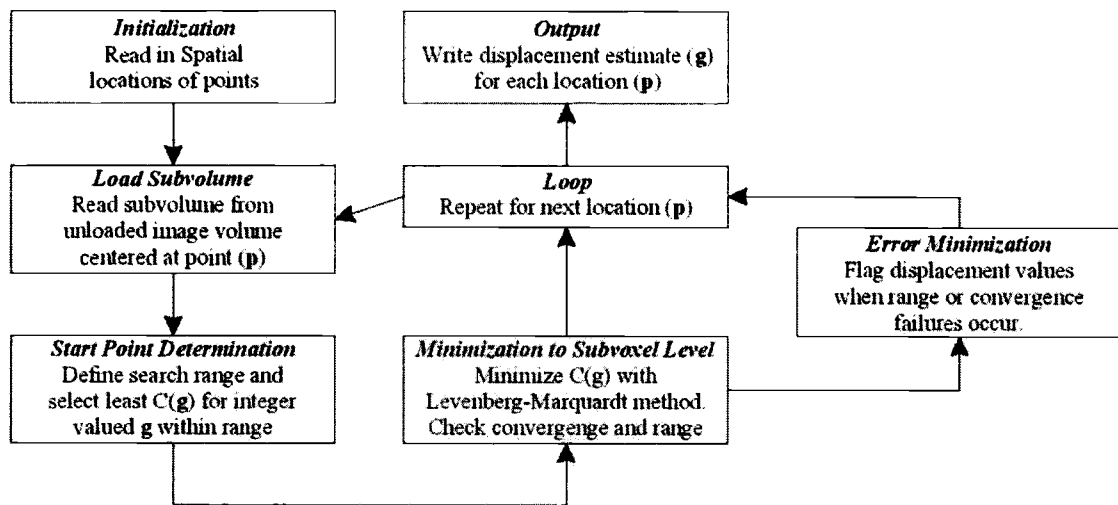 Initialization
Read in Spatial
locations of points
Output
Write displacement estimate (g)
for each location (p)
Load Subvolume
Read subvolume from
unloaded image volume
centered at point (p)
Loop
Repeat for next location (p)
Error Minimization
Flag displacement values
when range or convergence
failures occur.
Start Point Determination
Define search range and
select least C(g) for integer
valued g within range
Minimization to Subvoxel Level
Minimize C(g) with
Levenberg-Marquardt method.
Check convergenge and range